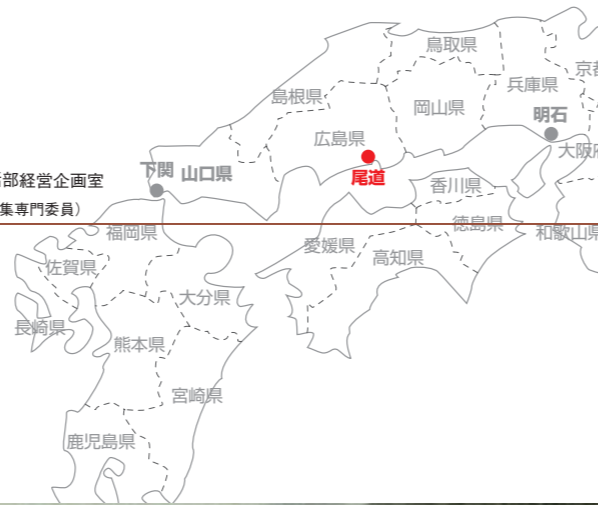 鳥取県
京都
兵庫県
島根県
岡山県
明石
広島県
大阪府
下関
山口県
部経営企画室
尾道
香川県
集専門委員）
徳島県
福岡県
和歌山県
愛媛県
高知県
佐賀県
大分県
長崎県
熊本県
宮崎県
鹿児島県